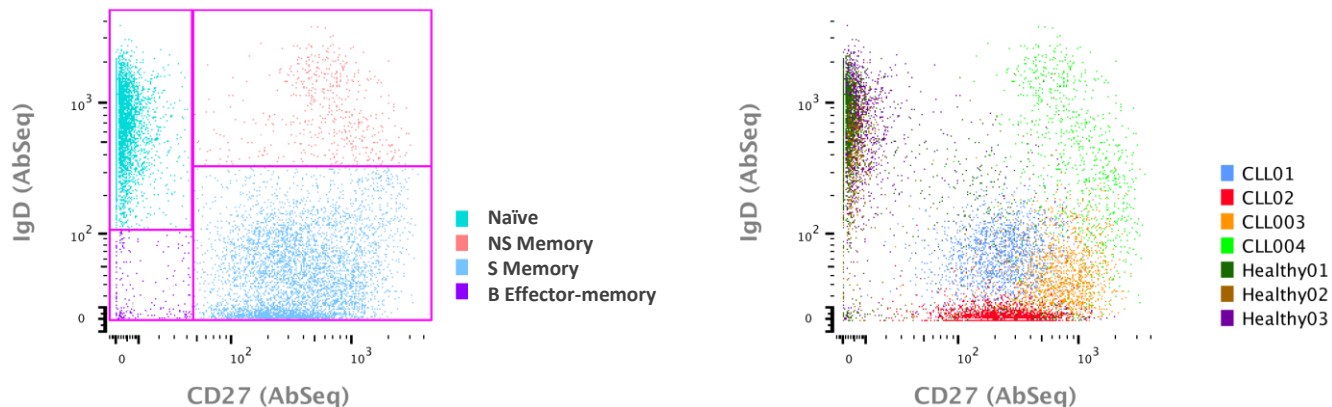 IgD (AbSeq)
10³
10²
0
0
10²
10³
CD27 (AbSeq)
Naïve
NS Memory
S Memory
B Effector-memory
IgD (AbSeq)
10³
10²
0
0
10²
10³
CD27 (AbSeq)
CLL01
CLL02
CLL003
CLL004
Healthy01
Healthy02
Healthy03